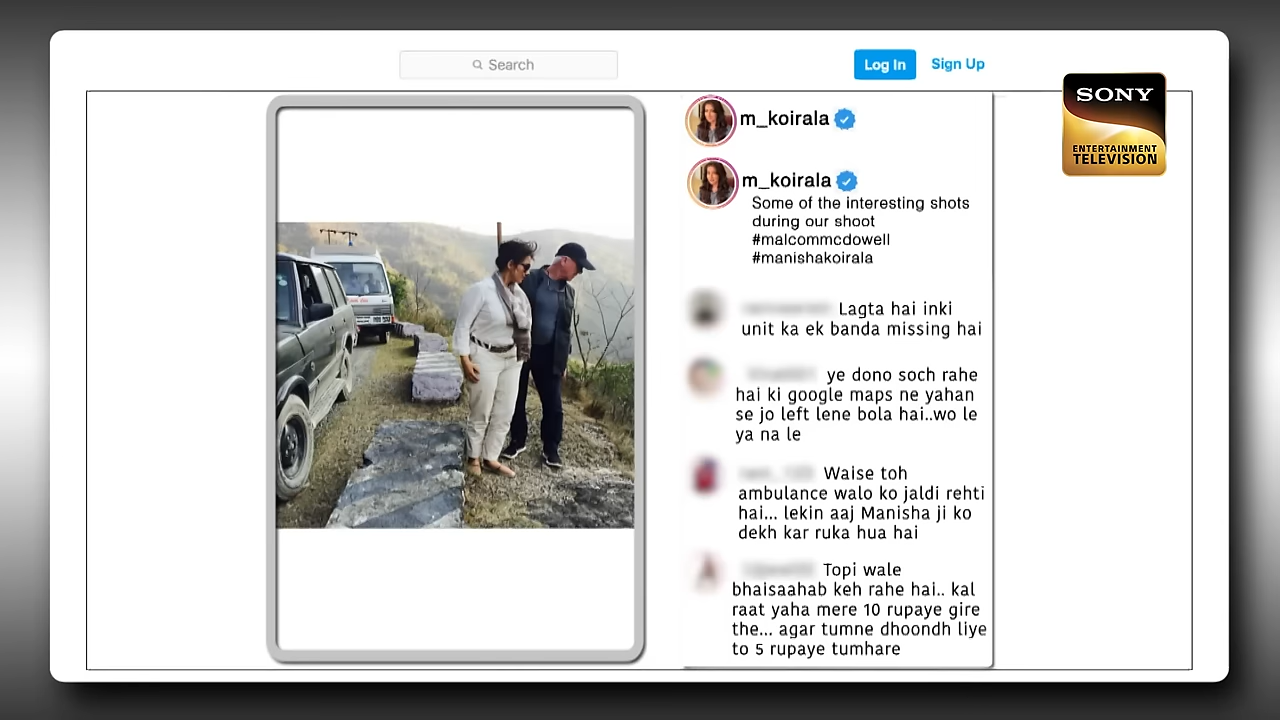 Search
Log In
Sign Up
SONY
ENTERTAINMENT
TELEVISION
m_koirala
m_koirala
Some of the interesting shots
during our shoot
#malcommcdowell
#manishakoirala
Lagta hai inki
unit ka ek banda missing hai
ye dono soch rahe
hai ki google maps ne yahan
se jo left lene bola hai..wo le
ya na le
Waise toh
ambulance walo ko jaldi rehti
hai... lekin aaj Manisha ji ko
dekh kar ruka hua hai
Topi wale
bhaisaahab keh rahe hai.. kal
raat yaha mere 10 rupaye gire
the... agar tumne dhoondh liye
to 5 rupaye tumhare